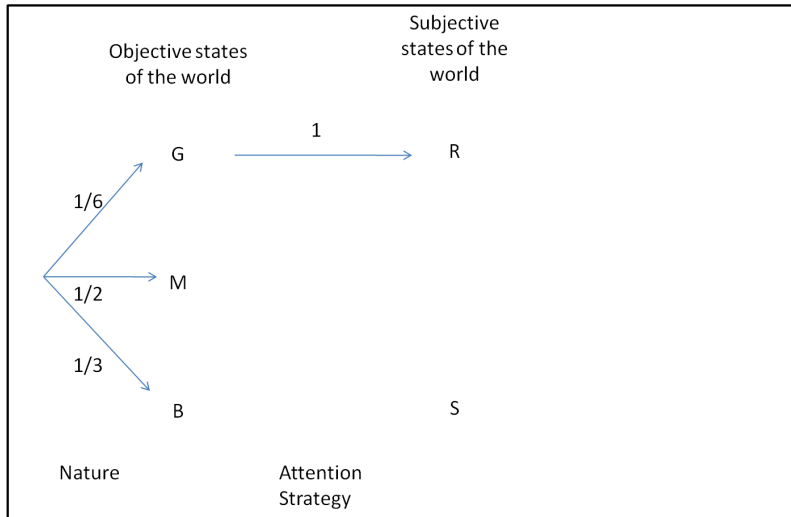 Objective states
of the world
Subjective
states of the
world
1
G
R
1/6
M
1/2
1/3
B
S
Nature
Attention
Strategy